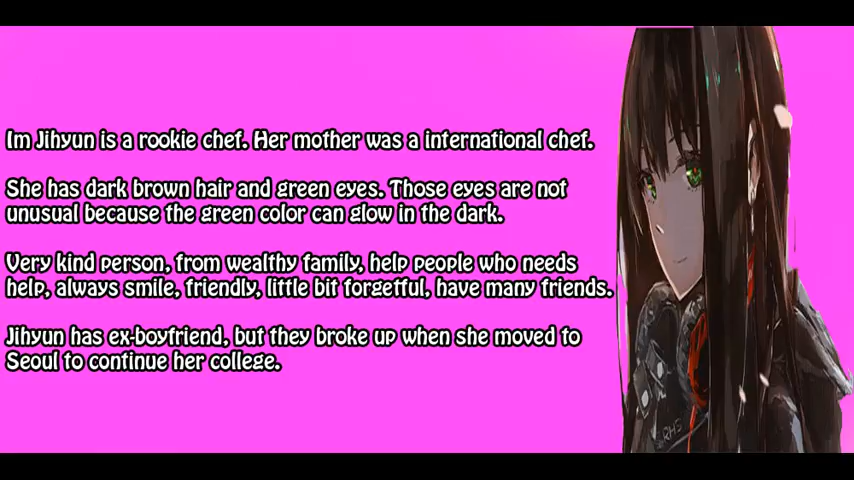 Im Jihyun is a rookie chef. Her mother was a international chef.
She has dark brown hair and green eyes. Those eyes are not
unusual because the green color can glow in the dark.
Very kind person, from wealthy family, help people who needs
help, always smile, friendly, little bit forgetful, have many friends.
Jihyun has ex-boyfriend, but they broke up when she moved to
Seoul to continue her college.
RHS